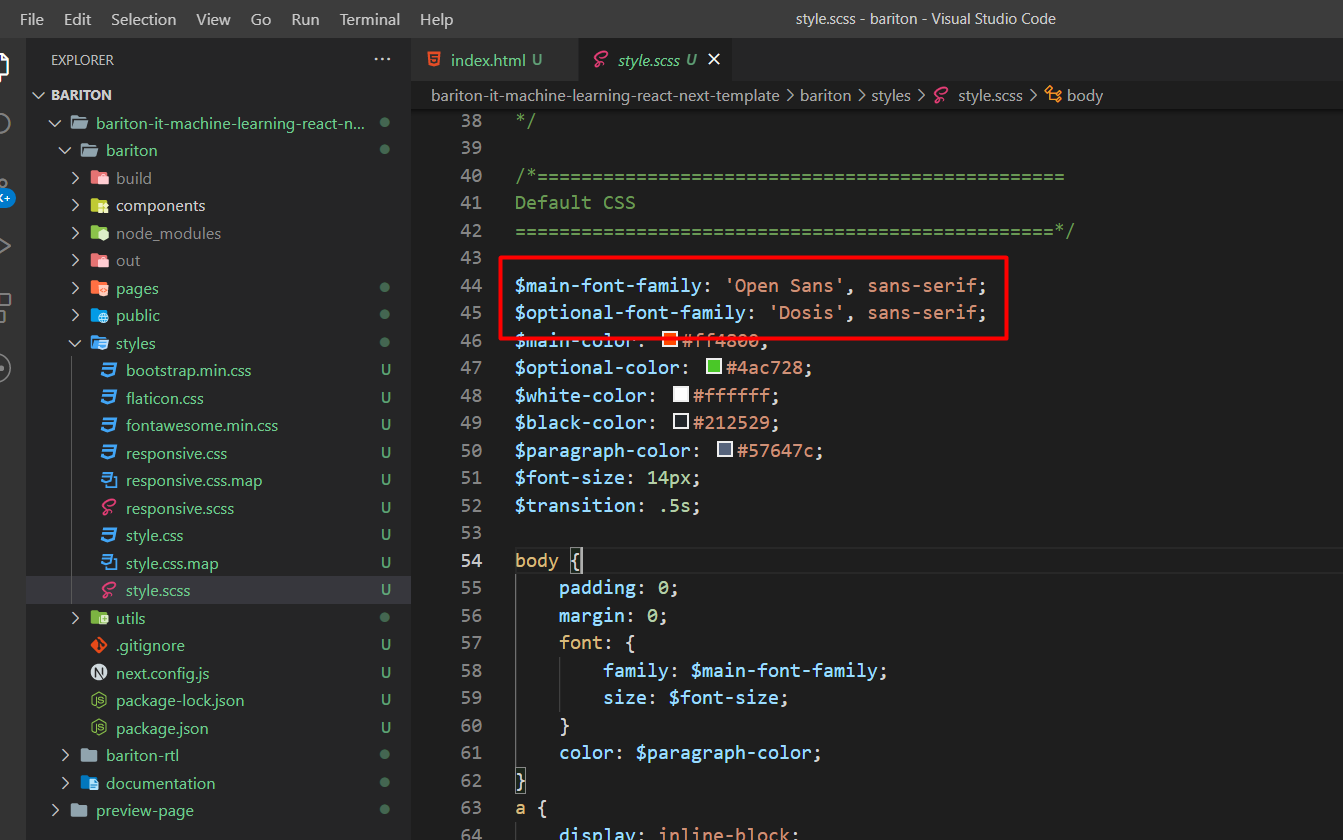 File Edit Selection View Go Run Terminal Help
style.scss - bariton - Visual Studio Code
EXPLORER ···
BARITON
bariton-it-machine-learning-react-n...
bariton
build
components
node_modules
out
pages
public
styles
bootstrap.min.css U
flaticon.css U
fontawesome.min.css U
responsive.css U
responsive.css.map U
responsive.scss U
style.css U
style.css.map U
style.scss U
utils
.gitignore U
next.config.js U
package-lock.json U
package.json U
bariton-rtl
documentation
preview-page
index.html U
style.scss U
bariton-it-machine-learning-react-next-template > bariton > styles > style.scss > body
38 */
39
40 /*================================================
41 Default CSS
42 =================================================*/
43
44 $main-font-family: 'Open Sans', sans-serif;
45 $optional-font-family: 'Dosis', sans-serif;
46 $main-color: #ff4800;
47 $optional-color: #4ac728;
48 $white-color: #ffffff;
49 $black-color: #212529;
50 $paragraph-color: #57647c;
51 $font-size: 14px;
52 $transition: .5s;
53
54 body {
55 padding: 0;
56 margin: 0;
57 font: {
58 family: $main-font-family;
59 size: $font-size;
60 }
61 color: $paragraph-color;
62 }
63 a {
64 display: inline-block;